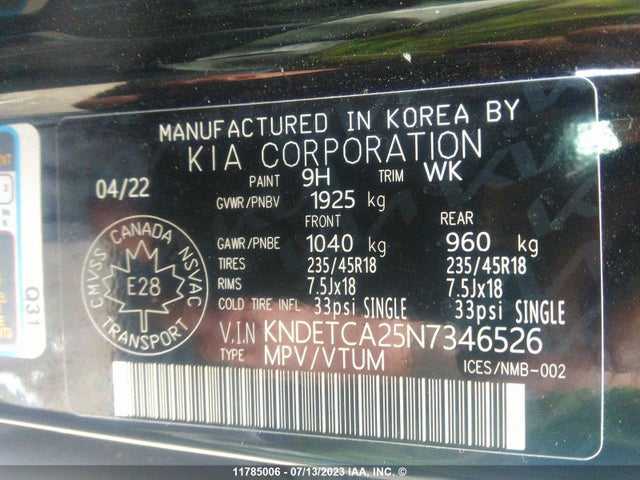 MANUFACTURED IN KOREA BY
KIA CORPORATION
04/22 PAINT 9H TRIM WK
GVWR/PNBV 1925 kg
FRONT REAR
GAWR/PNBE 1040 kg 960 kg
TIRES 235/45R18 235/45R18
RIMS 7.5Jx18 7.5Jx18
COLD TIRE INFL 33psi SINGLE 33psi SINGLE
V.IN KNDETCA25N7346526
TYPE MPV/VTUM ICES/NMB-002
CANADA
CMVSS NSVAC
E28
TRANSPORT
Q31
11785006 - 07/13/2023 IAA, INC. ©